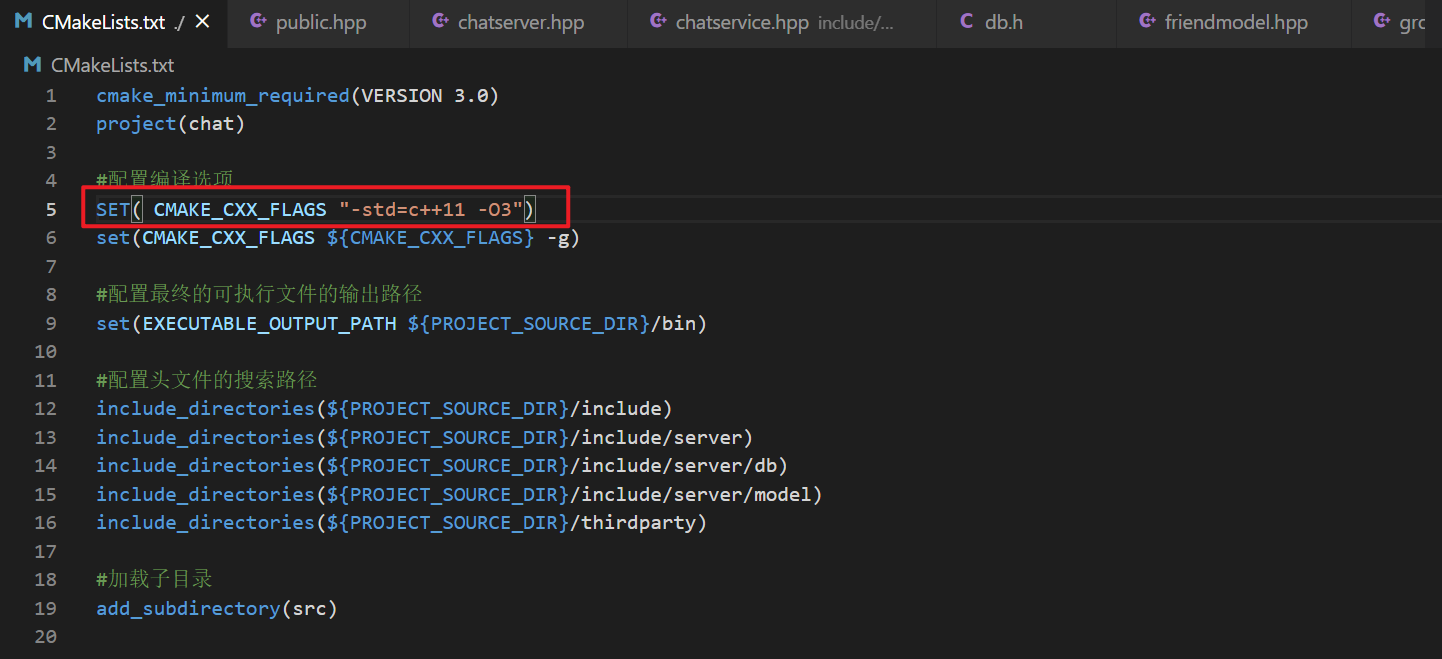 CMakeLists.txt ./ public.hpp chatserver.hpp chatservice.hpp include/... db.h friendmodel.hpp grc
CMakeLists.txt
1 cmake_minimum_required(VERSION 3.0)
2 project(chat)
3
4 #配置编译选项
5 SET( CMAKE_CXX_FLAGS "-std=c++11 -O3")
6 set(CMAKE_CXX_FLAGS ${CMAKE_CXX_FLAGS} -g)
7
8 #配置最终的可执行文件的输出路径
9 set(EXECUTABLE_OUTPUT_PATH ${PROJECT_SOURCE_DIR}/bin)
10
11 #配置头文件的搜索路径
12 include_directories(${PROJECT_SOURCE_DIR}/include)
13 include_directories(${PROJECT_SOURCE_DIR}/include/server)
14 include_directories(${PROJECT_SOURCE_DIR}/include/server/db)
15 include_directories(${PROJECT_SOURCE_DIR}/include/server/model)
16 include_directories(${PROJECT_SOURCE_DIR}/thirdparty)
17
18 #加载子目录
19 add_subdirectory(src)
20